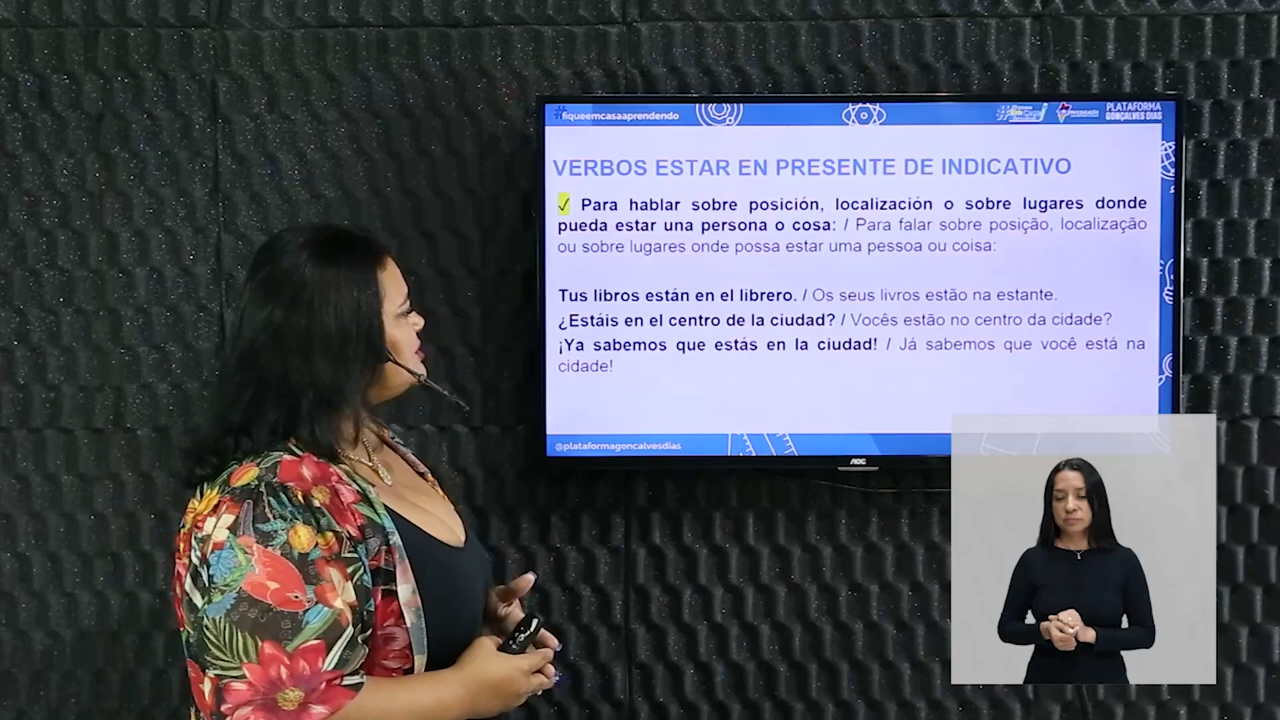 #fiqueemcasaaprendendo
PLATAFORMA
GONÇALVES DIAS
VERBOS ESTAR EN PRESENTE DE INDICATIVO
✓ Para hablar sobre posición, localización o sobre lugares donde
pueda estar una persona o cosa: / Para falar sobre posição, localização
ou sobre lugares onde possa estar uma pessoa ou coisa:
Tus libros están en el librero. / Os seus livros estão na estante.
¿Estáis en el centro de la ciudad? / Vocês estão no centro da cidade?
¡Ya sabemos que estás en la ciudad! / Já sabemos que você está na
cidade!
@plataformagoncalvesdias
AOC